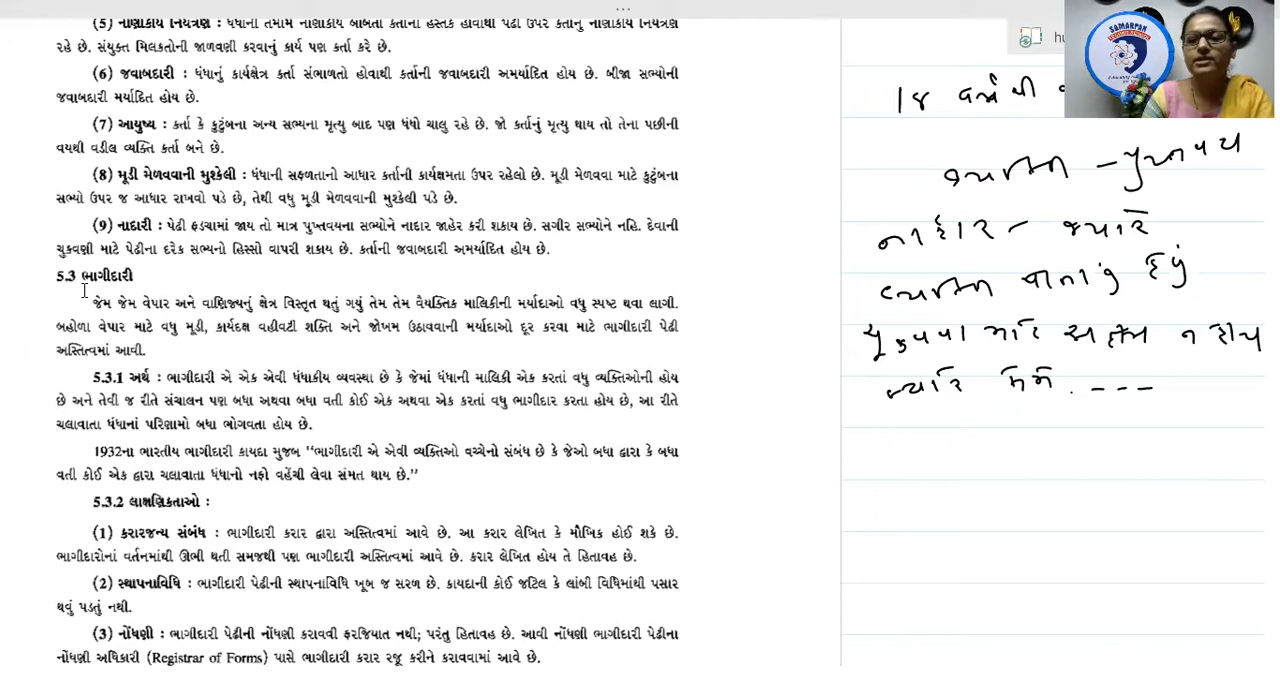 (5) નાણાકીય નિયંત્રણ : ધંધાની તમામ નાણાકીય બાબતો કર્તાના હસ્તક હોવાથી પેઢી ઉપર કર્તાનું નાણાકીય નિયંત્રણ
રહે છે. સંયુક્ત મિલકતોની જાળવણી કરવાનું કાર્ય પણ કર્તા કરે છે.
(6) જવાબદારી : ધંધાનું કાર્યક્ષેત્ર કર્તા સંભાળતો હોવાથી કર્તાની જવાબદારી અમર્યાદિત હોય છે. બીજા સભ્યોની
જવાબદારી મર્યાદિત હોય છે.
(7) આયુષ્ય : કર્તા કે કુટુંબના અન્ય સભ્યના મૃત્યુ બાદ પણ ધંધો ચાલુ રહે છે. જો કર્તાનું મૃત્યુ થાય તો તેના પછીની
વયથી વડીલ વ્યક્તિ કર્તા બને છે.
(8) મૂડી મેળવવાની મુશ્કેલી : ધંધાની સફળતાનો આધાર કર્તાની કાર્યક્ષમતા ઉપર રહેલો છે. મૂડી મેળવવા માટે કુટુંબના
સભ્યો ઉપર જ આધાર રાખવો પડે છે, તેથી વધુ મૂડી મેળવવાની મુશ્કેલી પડે છે.
(9) નાદારી : પેઢી ફડચામાં જાય તો માત્ર પુખ્તવયના સભ્યોને નાદાર જાહેર કરી શકાય છે. સગીર સભ્યોને નહિ. દેવાની
ચુકવણી માટે પેઢીના દરેક સભ્યનો હિસ્સો વાપરી શકાય છે. કર્તાની જવાબદારી અમર્યાદિત હોય છે.
5.3 ભાગીદારી
જેમ જેમ વેપાર અને વાણિજ્યનું ક્ષેત્ર વિસ્તૃત થતું ગયું તેમ તેમ વૈયક્તિક માલિકીની મર્યાદાઓ વધુ સ્પષ્ટ થવા લાગી.
બહોળા વેપાર માટે વધુ મૂડી, કાર્યદક્ષ વહીવટી શક્તિ અને જોખમ ઉઠાવવાની મર્યાદાઓ દૂર કરવા માટે ભાગીદારી પેઢી
અસ્તિત્વમાં આવી.
5.3.1 અર્થ : ભાગીદારી એ એક એવી ધંધાકીય વ્યવસ્થા છે કે જેમાં ધંધાની માલિકી એક કરતાં વધુ વ્યક્તિઓની હોય
છે અને તેવી જ રીતે સંચાલન પણ બધા અથવા બધા વતી કોઈ એક અથવા એક કરતાં વધુ ભાગીદાર કરતા હોય છે, આ રીતે
ચલાવાતા ધંધાનાં પરિણામો બધા ભોગવતા હોય છે.
1932ના ભારતીય ભાગીદારી કાયદા મુજબ “ભાગીદારી એ એવી વ્યક્તિઓ વચ્ચેનો સંબંધ છે કે જેઓ બધા દ્વારા કે બધા
વતી કોઈ એક દ્વારા ચલાવાતા ધંધાનો નફો વહેંચી લેવા સંમત થાય છે.”
5.3.2 લાક્ષણિકતાઓ :
(1) કરારજન્ય સંબંધ : ભાગીદારી કરાર દ્વારા અસ્તિત્વમાં આવે છે. આ કરાર લેખિત કે મૌખિક હોઈ શકે છે.
ભાગીદારોનાં વર્તનમાંથી ઊભી થતી સમજથી પણ ભાગીદારી અસ્તિત્વમાં આવે છે. કરાર લેખિત હોય તે હિતાવહ છે.
(2) સ્થાપનાવિધિ : ભાગીદારી પેઢીની સ્થાપનાવિધિ ખૂબ જ સરળ છે. કાયદાની કોઈ જટિલ કે લાંબી વિધિમાંથી પસાર
થવું પડતું નથી.
(3) નોંધણી : ભાગીદારી પેઢીની નોંધણી કરાવવી ફરજિયાત નથી; પરંતુ હિતાવહ છે. આવી નોંધણી ભાગીદારી પેઢીના
નોંધણી અધિકારી (Registrar of Forms) પાસે ભાગીદારી કરાર રજૂ કરીને કરાવવામાં આવે છે.
hu
SAMARPAN
18 વર્ષથી
વ્યક્તિ – પુખ્તવય
નાદાર – જ્યારે
વ્યક્તિ પોતાનું દેવું
ચૂકવવા માટે સક્ષમ ન હોય
ત્યારે તેને . – – –